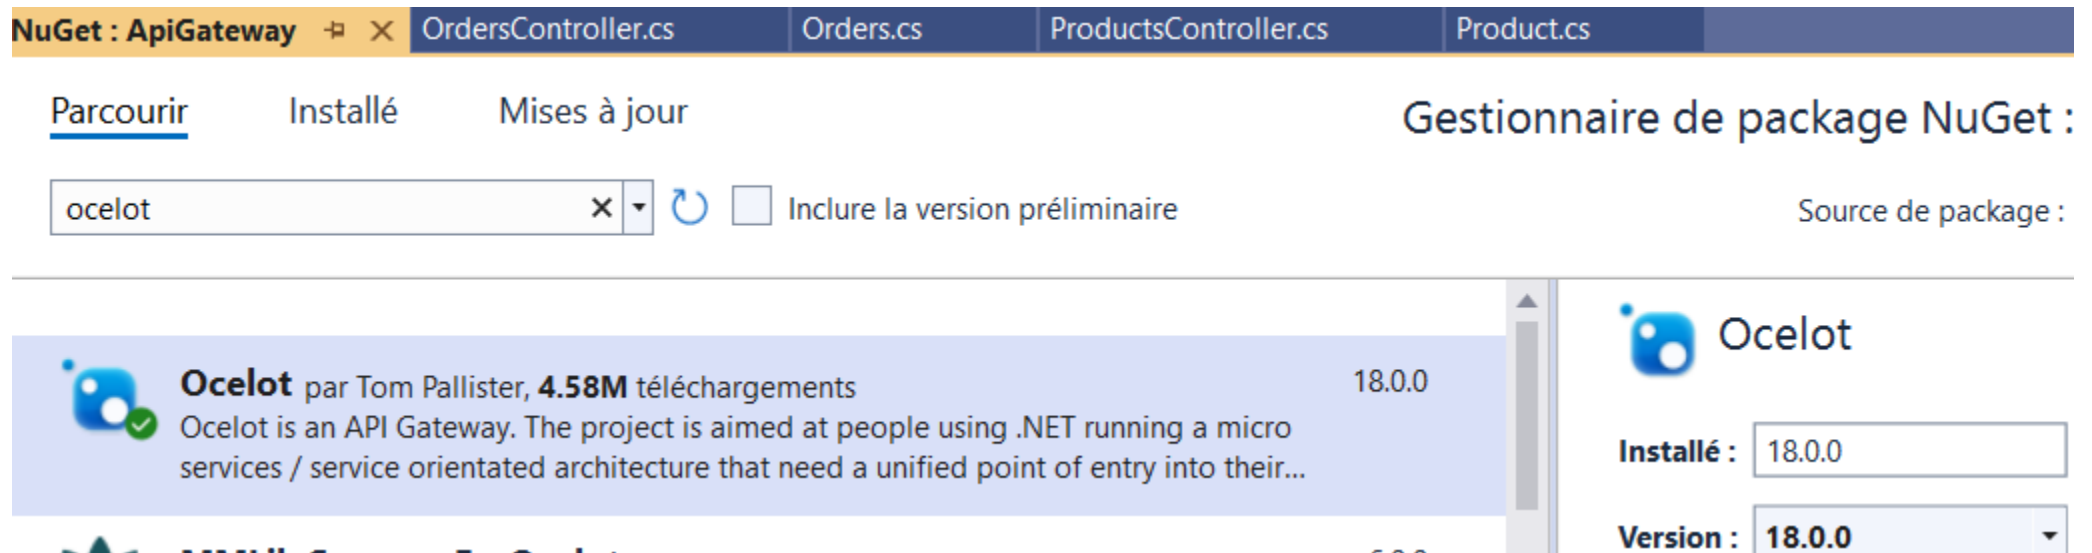 NuGet : ApiGateway OrdersController.cs Orders.cs ProductsController.cs Product.cs
Parcourir Installé Mises à jour
Gestionnaire de package NuGet :
ocelot Inclure la version préliminaire
Source de package :
Ocelot par Tom Pallister, 4.58M téléchargements 18.0.0
Ocelot is an API Gateway. The project is aimed at people using .NET running a micro
services / service orientated architecture that need a unified point of entry into their...
Ocelot
Installé : 18.0.0
Version : 18.0.0